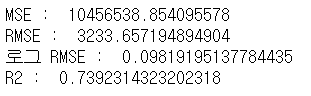 MSE :  10456538.854095578
RMSE :  3233.657194894904
로그 RMSE :  0.09819195137784435
R2 :  0.7392314323202318